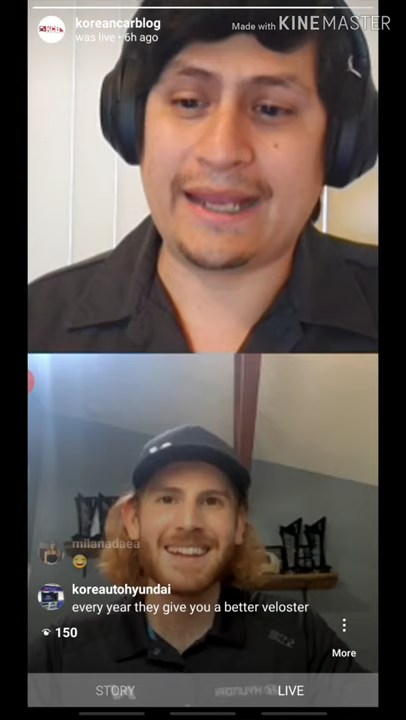 koreancarblog
was live • 6h ago
Made with KINEMASTER
KCB
milanadaea
😂
koreautohyundai
every year they give you a better veloster
150
More
STORY
LIVE